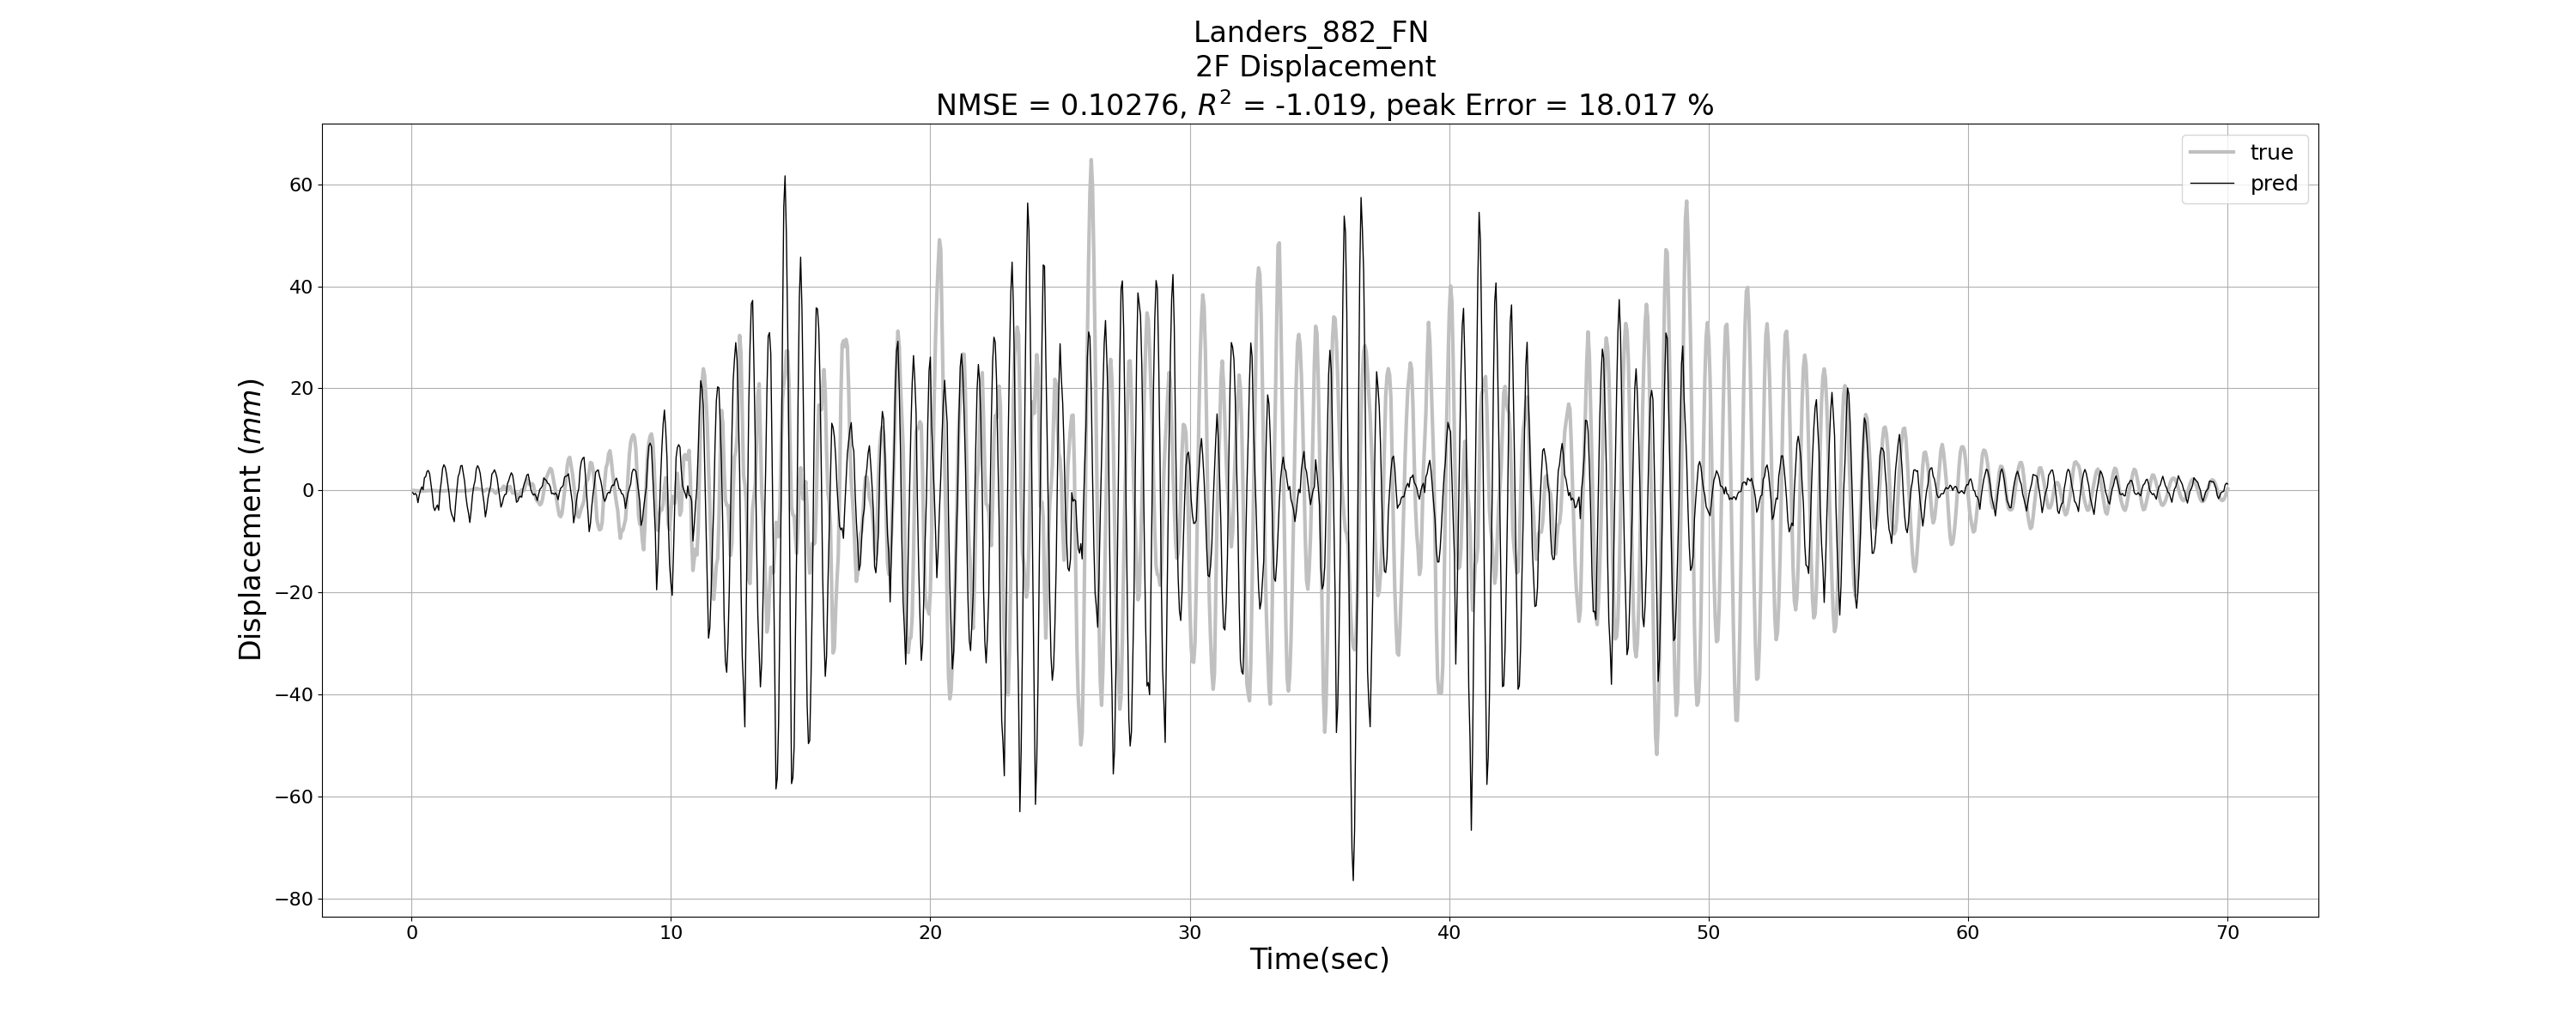 Landers_882_FN
2F Displacement
NMSE = 0.10276, R² = -1.019, peak Error = 18.017 %
true
pred
Displacement (mm)
60
40
20
0
−20
−40
−60
−80
0 10 20 30 40 50 60 70
Time(sec)